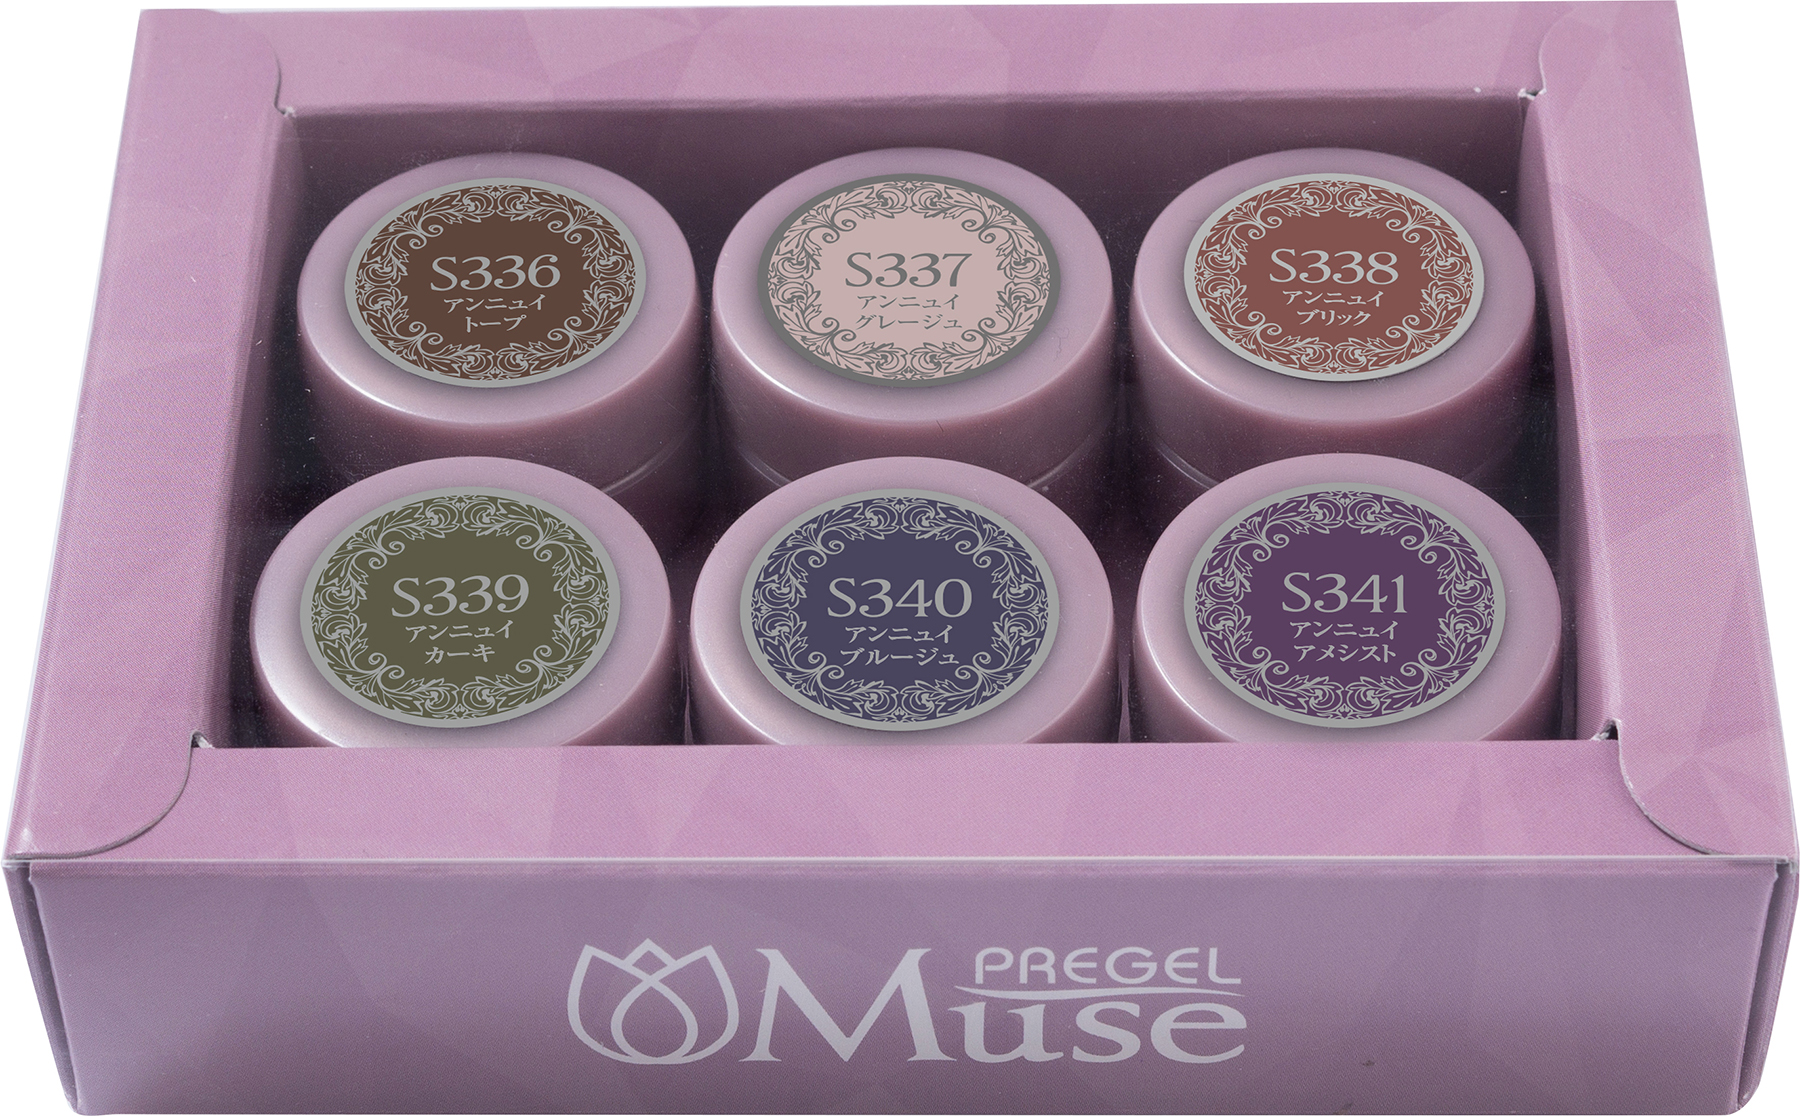 S336
アンニュイ
トープ
S337
アンニュイ
グレージュ
S338
アンニュイ
ブリック
S339
アンニュイ
カーキ
S340
アンニュイ
ブルージュ
S341
アンニュイ
アメシスト
PREGEL
Muse